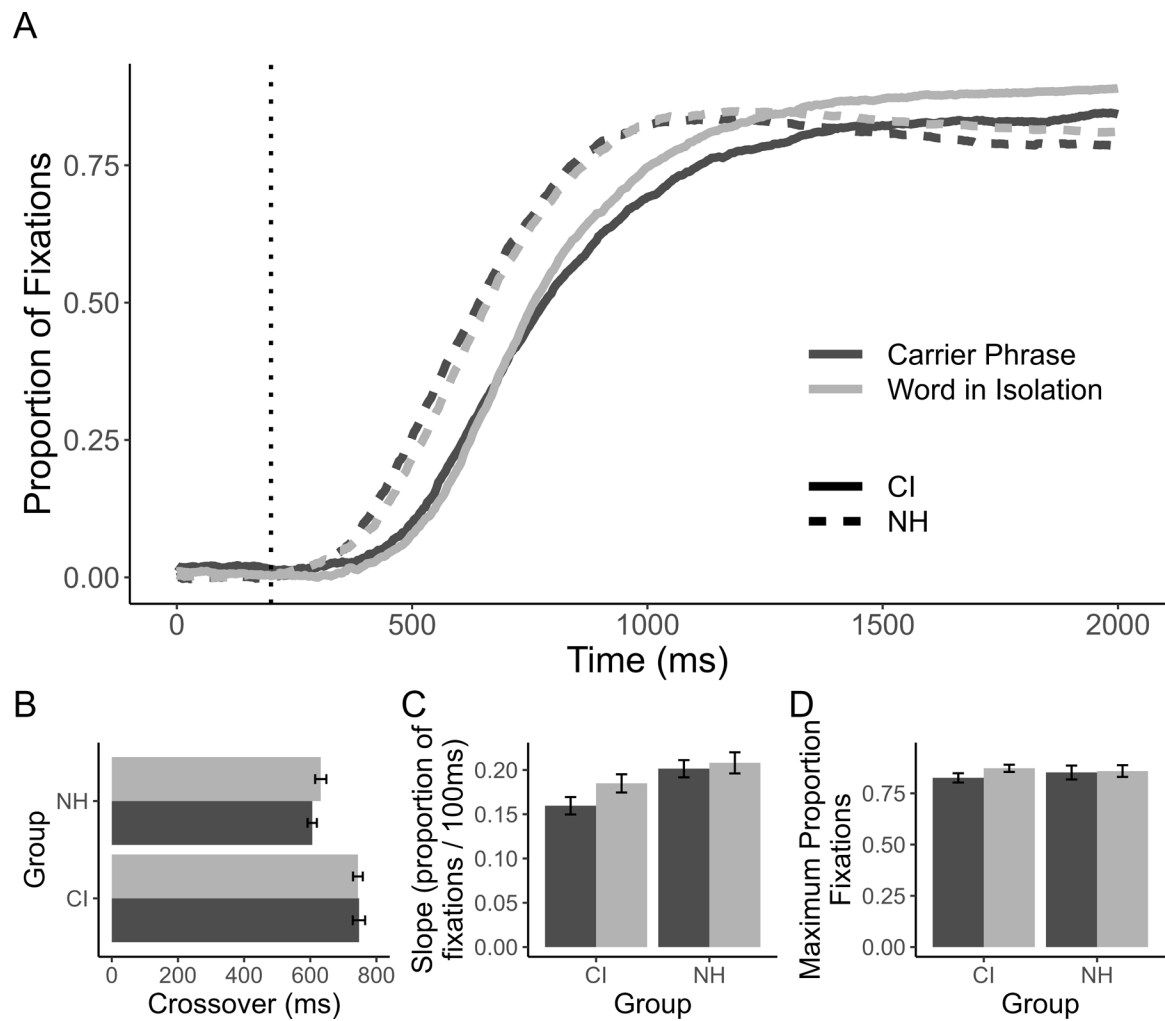 A
Proportion of Fixations
0.75
0.50
0.25
0.00
Carrier Phrase
Word in Isolation
CI
NH
0 500 1000 1500 2000
Time (ms)
B
Group
NH
CI
0 200 400 600 800
Crossover (ms)
C
Slope (proportion of
fixations / 100ms)
0.20
0.15
0.10
0.05
0.00
CI NH
Group
D
Maximum Proportion
Fixations
0.75
0.50
0.25
0.00
CI NH
Group